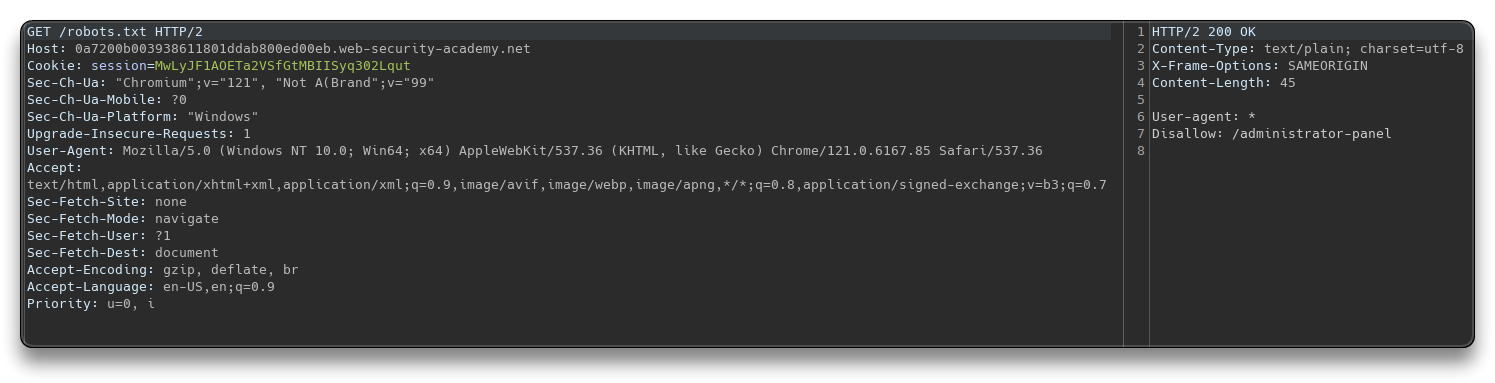 GET /robots.txt HTTP/2
Host: 0a7200b003938611801ddab800ed00eb.web-security-academy.net
Cookie: session=MwLyJF1AOETa2VSfGtMBIISyq302Lqut
Sec-Ch-Ua: "Chromium";v="121", "Not A(Brand";v="99"
Sec-Ch-Ua-Mobile: ?0
Sec-Ch-Ua-Platform: "Windows"
Upgrade-Insecure-Requests: 1
User-Agent: Mozilla/5.0 (Windows NT 10.0; Win64; x64) AppleWebKit/537.36 (KHTML, like Gecko) Chrome/121.0.6167.85 Safari/537.36
Accept:
text/html,application/xhtml+xml,application/xml;q=0.9,image/avif,image/webp,image/apng,*/*;q=0.8,application/signed-exchange;v=b3;q=0.7
Sec-Fetch-Site: none
Sec-Fetch-Mode: navigate
Sec-Fetch-User: ?1
Sec-Fetch-Dest: document
Accept-Encoding: gzip, deflate, br
Accept-Language: en-US,en;q=0.9
Priority: u=0, i
1 HTTP/2 200 OK
2 Content-Type: text/plain; charset=utf-8
3 X-Frame-Options: SAMEORIGIN
4 Content-Length: 45
5
6 User-agent: *
7 Disallow: /administrator-panel
8